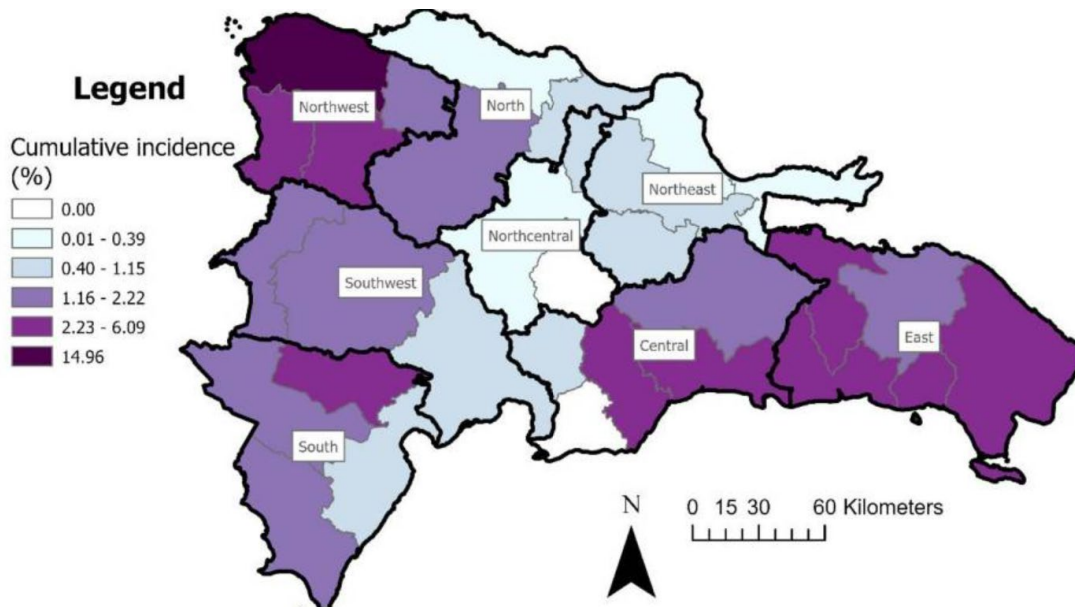 Legend
Cumulative incidence
(%)
0.00
0.01 - 0.39
0.40 - 1.15
1.16 - 2.22
2.23 - 6.09
14.96
Northwest
North
Northeast
Northcentral
Southwest
Central
East
South
N
0 15 30 60 Kilometers